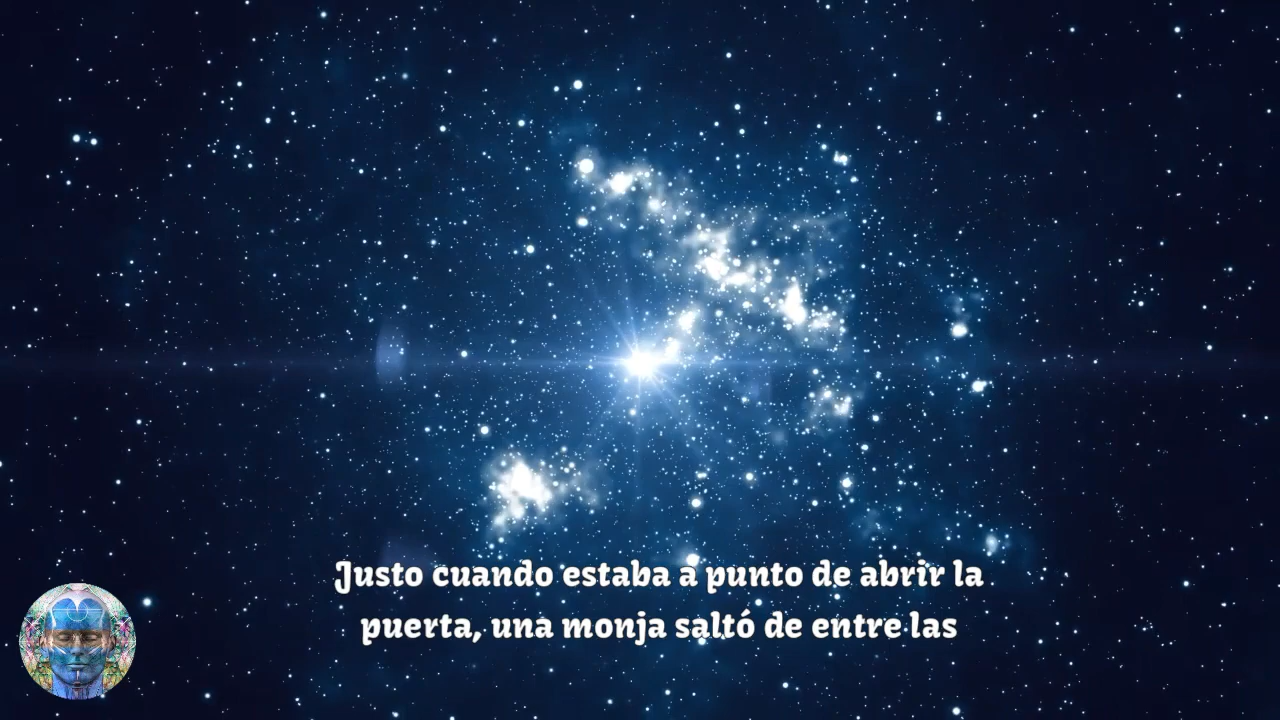 Justo cuando estaba a punto de abrir la
puerta, una monja saltó de entre las